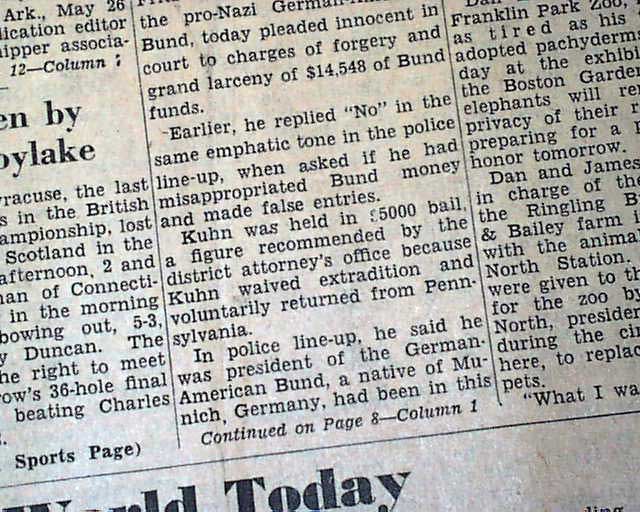 Ark., May 26
lication editor
ipper associa-
12—Column
en by
oylake
racuse, the last
s in the British
ampionship, lost
Scotland in the
afternoon, 2 and
an of Connecti-
in the morning
bowing out, 5-3,
y Duncan. The
he right to meet
ow's 36-hole final
beating Charles
Sports Page)
the pro-Nazi
Bund, today pleaded innocent in
court to charges of forgery and
grand larceny of $14,548 of Bund
funds.
Earlier, he replied "No" in the
same emphatic tone in the police
line-up, when asked if he had
misappropriated Bund money
and made false entries.
Kuhn was held in $5000 bail,
a figure recommended by the
district attorney's office because
Kuhn waived extradition and
voluntarily returned from Penn-
sylvania.
In police line-up, he said he
was president of the German-
American Bund, a native of Mu-
nich, Germany, had been in this
Continued on Page 8—Column 1
Franklin Park Zoo,
as tired as his
adopted pachyderms
day at the exhibi
the Boston Garde
elephants will re
privacy of their
preparing for a
honor tomorrow.
Dan and James
in charge of the
the Ringling B
& Bailey farm
with the anima
North Station.
were given to th
for the zoo b
North, presiden
during the ci
here, to replac
pets.
"What I wa
World Today